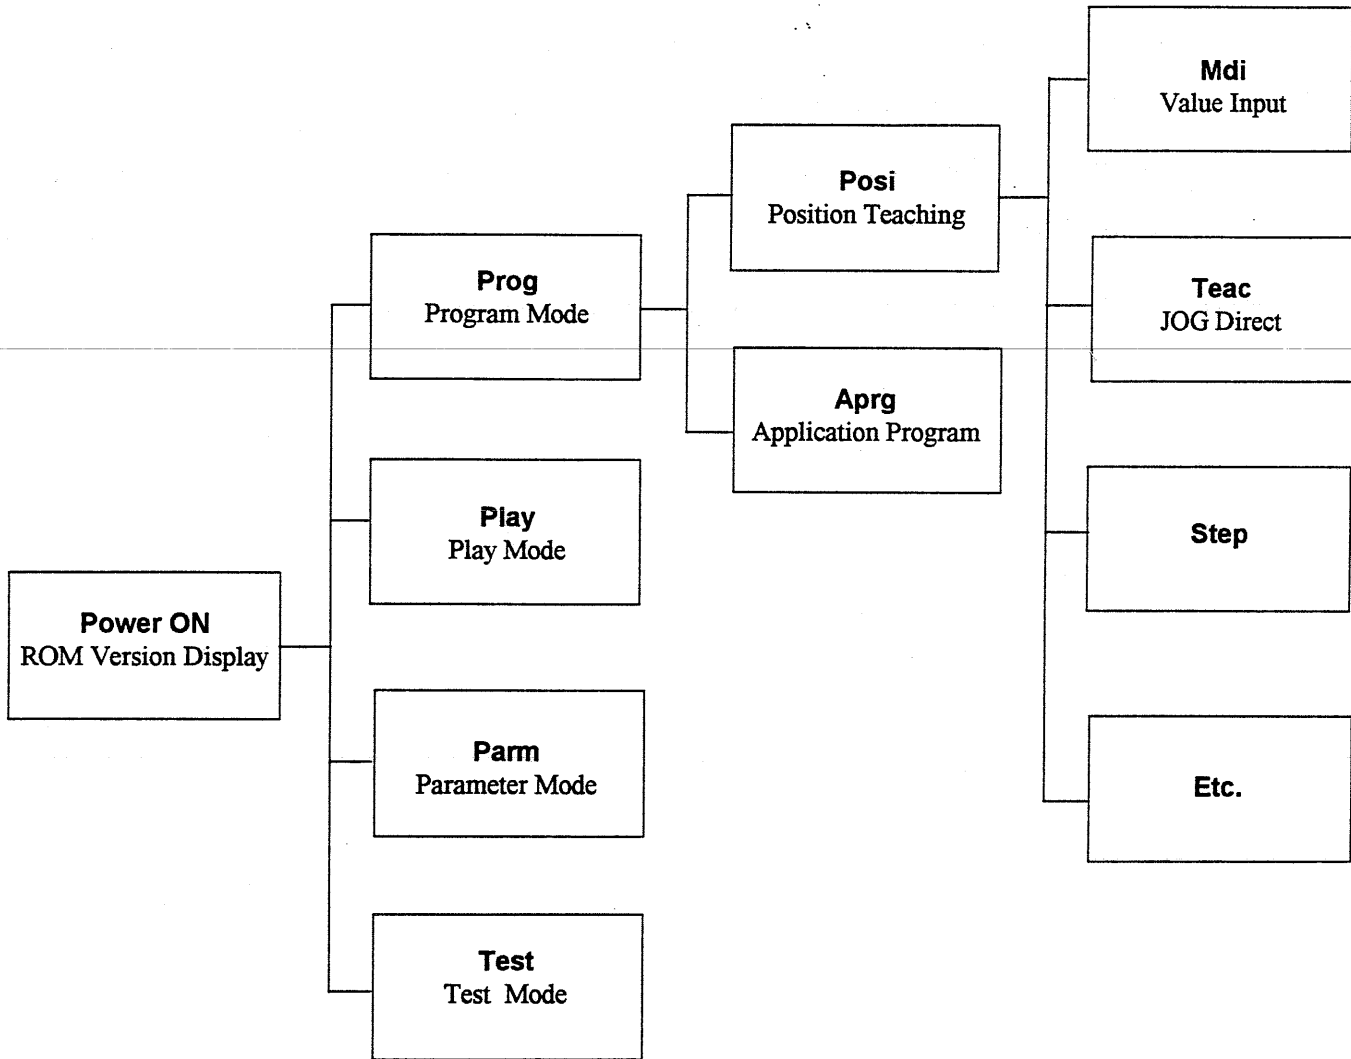 Mdi
Value Input
Posi
Position Teaching
Prog
Program Mode
Teac
JOG Direct
Aprg
Application Program
Play
Play Mode
Step
Power ON
ROM Version Display
Parm
Parameter Mode
Etc.
Test
Test Mode